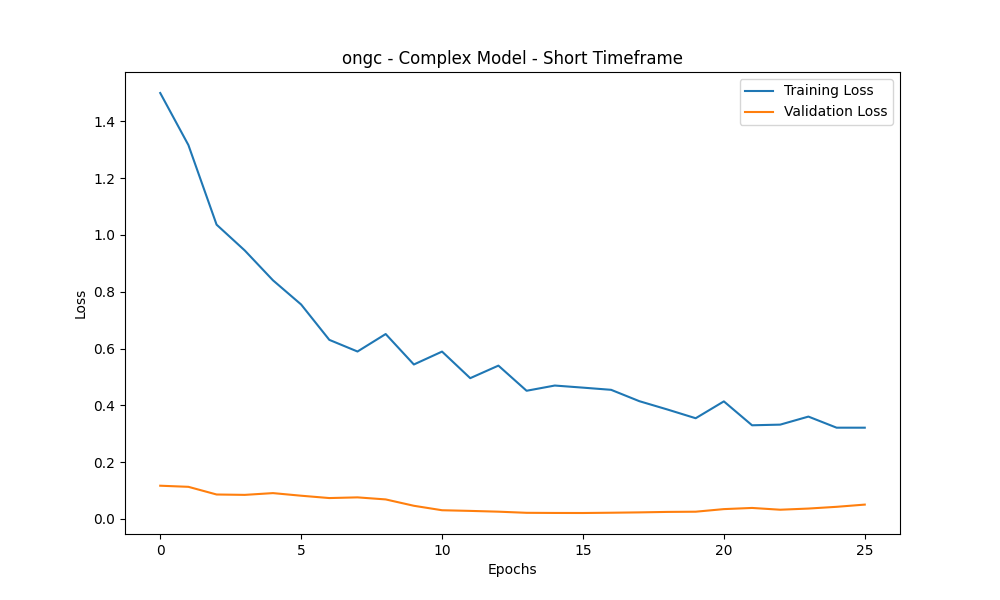 ongc - Complex Model - Short Timeframe
Training Loss
Validation Loss
Loss
1.4
1.2
1.0
0.8
0.6
0.4
0.2
0.0
0 5 10 15 20 25
Epochs